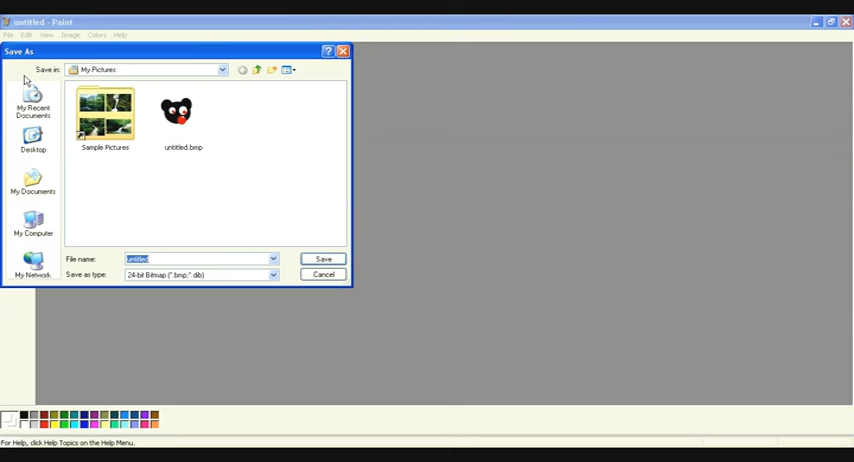 untitled - Paint
File Edit View Image Colors Help
Save As
Save in: My Pictures
My Recent
Documents
Desktop
My Documents
My Computer
My Network
Sample Pictures
untitled.bmp
File name: untitled
Save
Save as type: 24-bit Bitmap (*.bmp;*.dib)
Cancel
For Help, click Help Topics on the Help Menu.